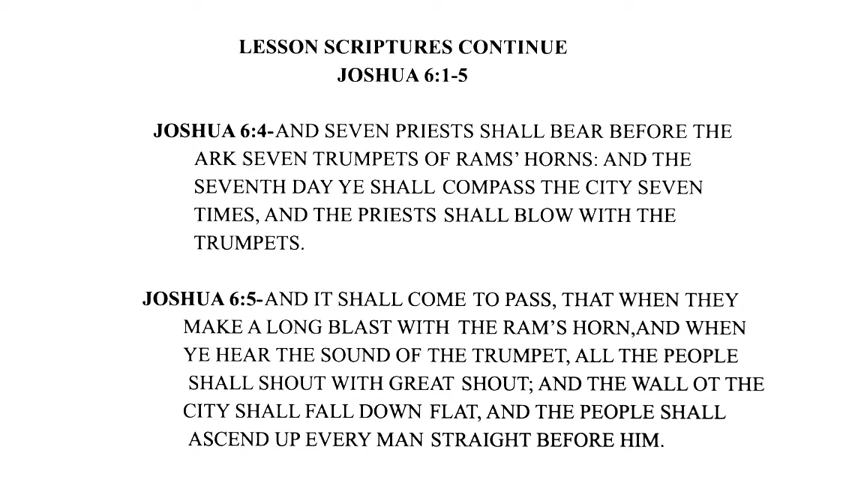 LESSON SCRIPTURES CONTINUE
JOSHUA 6:1-5
JOSHUA 6:4-AND SEVEN PRIESTS SHALL BEAR BEFORE THE
ARK SEVEN TRUMPETS OF RAMS’ HORNS: AND THE
SEVENTH DAY YE SHALL COMPASS THE CITY SEVEN
TIMES, AND THE PRIESTS SHALL BLOW WITH THE
TRUMPETS.
JOSHUA 6:5-AND IT SHALL COME TO PASS, THAT WHEN THEY
MAKE A LONG BLAST WITH THE RAM’S HORN,AND WHEN
YE HEAR THE SOUND OF THE TRUMPET, ALL THE PEOPLE
SHALL SHOUT WITH GREAT SHOUT; AND THE WALL OT THE
CITY SHALL FALL DOWN FLAT, AND THE PEOPLE SHALL
ASCEND UP EVERY MAN STRAIGHT BEFORE HIM.